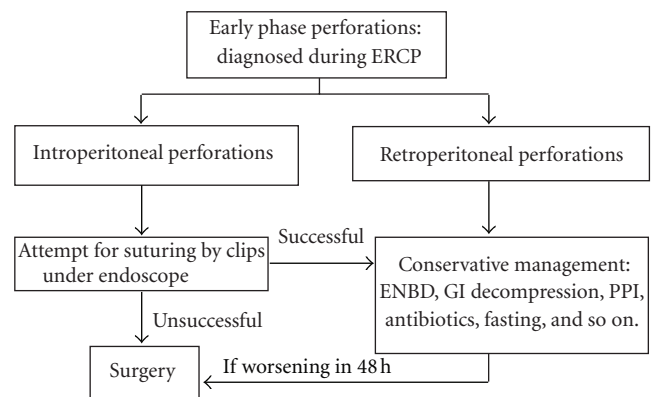 Early phase perforations:
diagnosed during ERCP
Introperitoneal perforations
Retroperitoneal perforations
Attempt for suturing by clips
under endoscope
Successful
Conservative management:
ENBD, GI decompression, PPI,
antibiotics, fasting, and so on.
Unsuccessful
Surgery
If worsening in 48 h